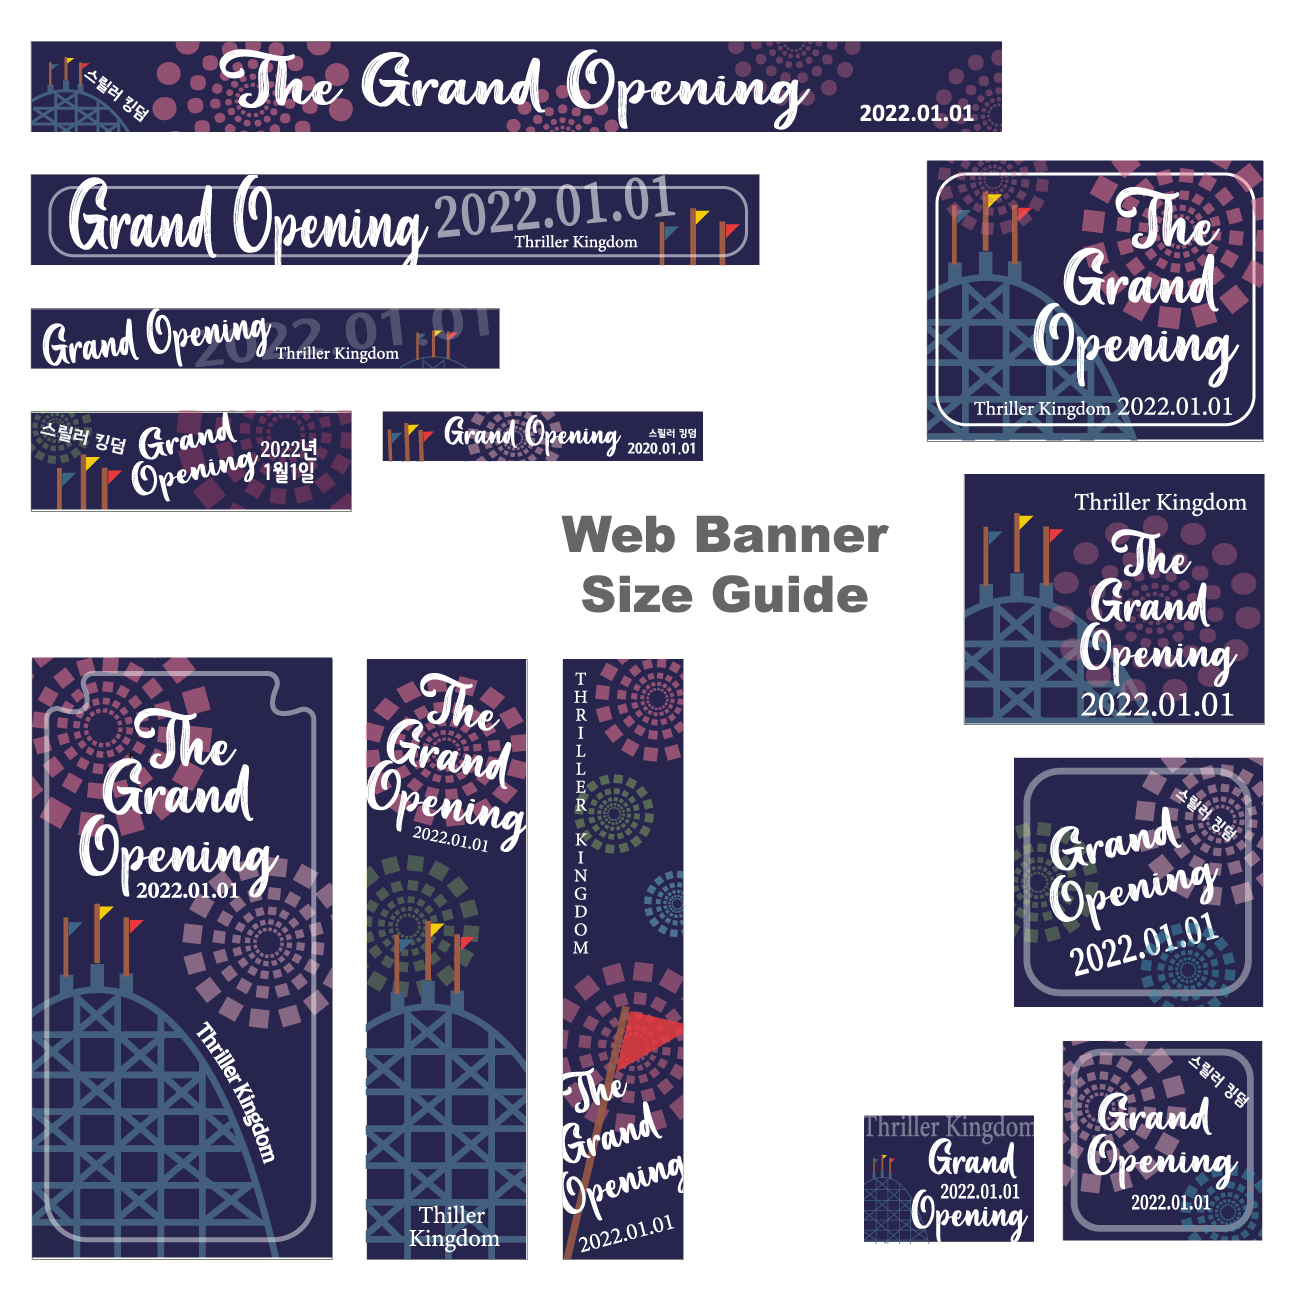 스릴러 킹덤
The Grand Opening
2022.01.01
Grand Opening
2022.01.01
Thriller Kingdom
Grand Opening
2022.01.01
Thriller Kingdom
스릴러 킹덤
Grand
Opening
2022년
1월1일
Grand Opening
스릴러 킹덤
2020.01.01
The
Grand
Opening
Thriller Kingdom 2022.01.01
Web Banner
Size Guide
Thriller Kingdom
The
Grand
Opening
2022.01.01
The
Grand
Opening
2022.01.01
Thriller Kingdom
The
Grand
Opening
2022.01.01
Thiller
Kingdom
THRILLER KINGDOM
The
Grand
Opening
2022.01.01
스릴러 킹덤
Grand
Opening
2022.01.01
Thriller Kingdom
Grand
2022.01.01
Opening
스릴러 킹덤
Grand
Opening
2022.01.01